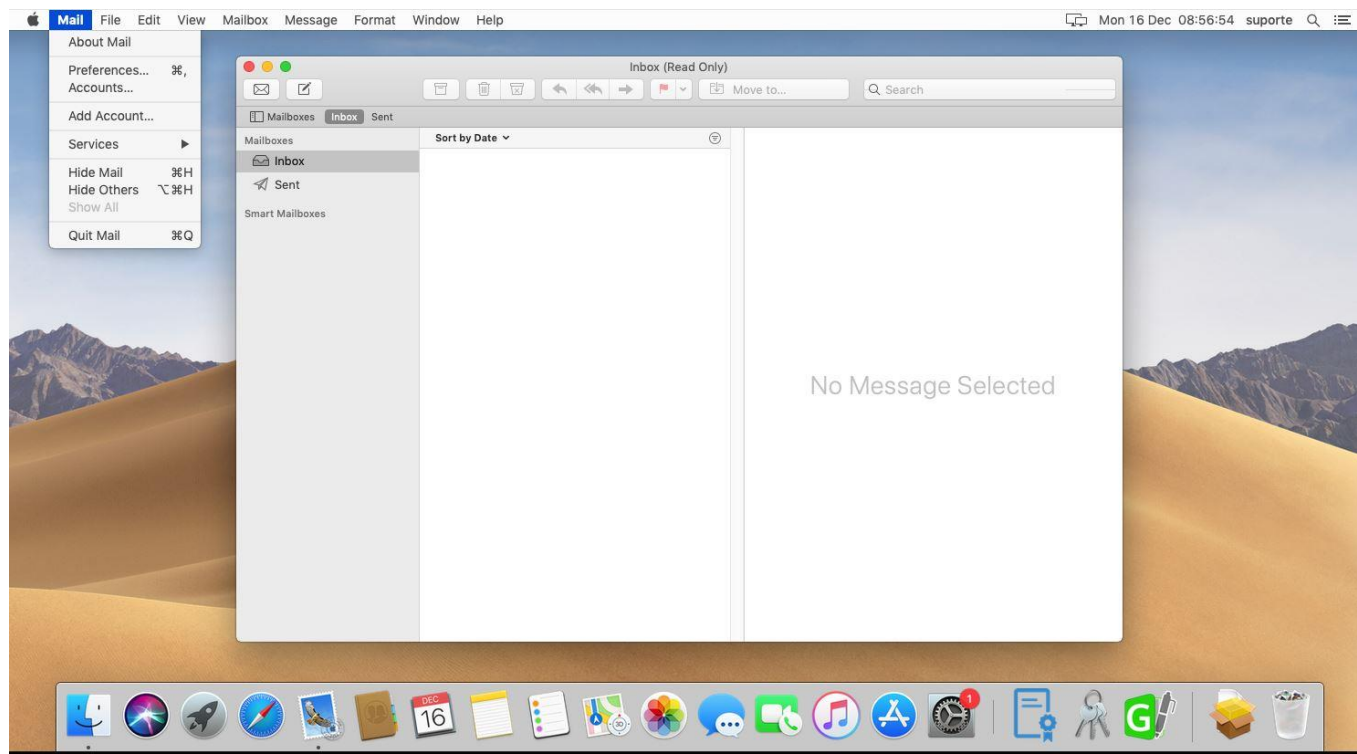 Mail File Edit View Mailbox Message Format Window Help Mon 16 Dec 08:56:54 suporte
About Mail
Preferences... ⌘,
Accounts...
Add Account...
Services ▶
Hide Mail ⌘H
Hide Others ⌥⌘H
Show All
Quit Mail ⌘Q
Inbox (Read Only)
Move to...
Search
Mailboxes Inbox Sent
Mailboxes
Inbox
Sent
Smart Mailboxes
Sort by Date
No Message Selected
DEC
16
3D
1
G